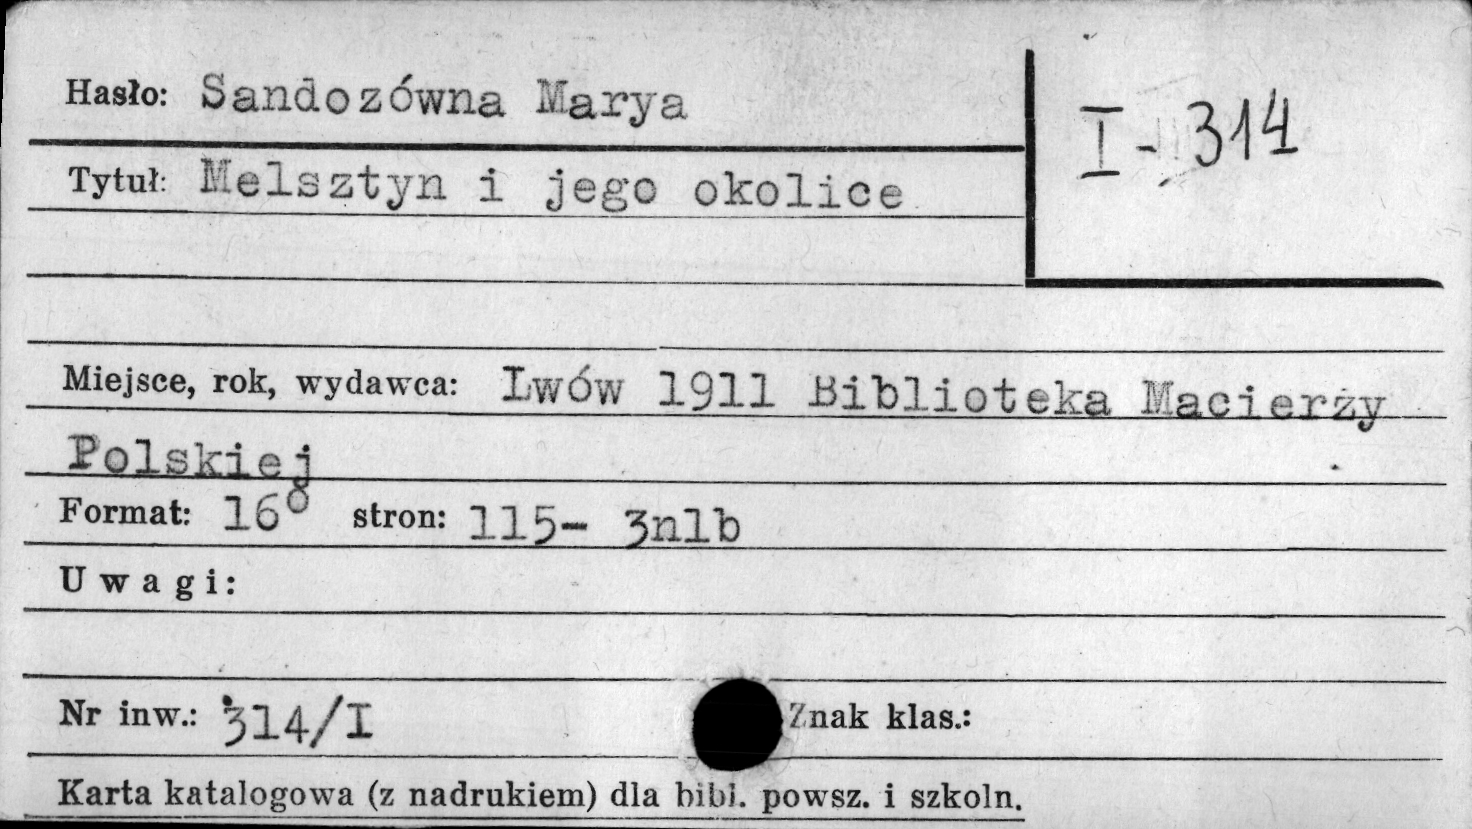 Hasło: Sandozówna Marya
I - 314
Tytuł: Melsztyn i jego okolice
Miejsce, rok, wydawca: Lwów 1911 Biblioteka Macierży
Polskiej
Format: 16° stron: 115- 3nlb
Uwagi:
Nr inw.: 314/I Znak klas.:
Karta katalogowa (z nadrukiem) dla bibl. powsz. i szkoln.